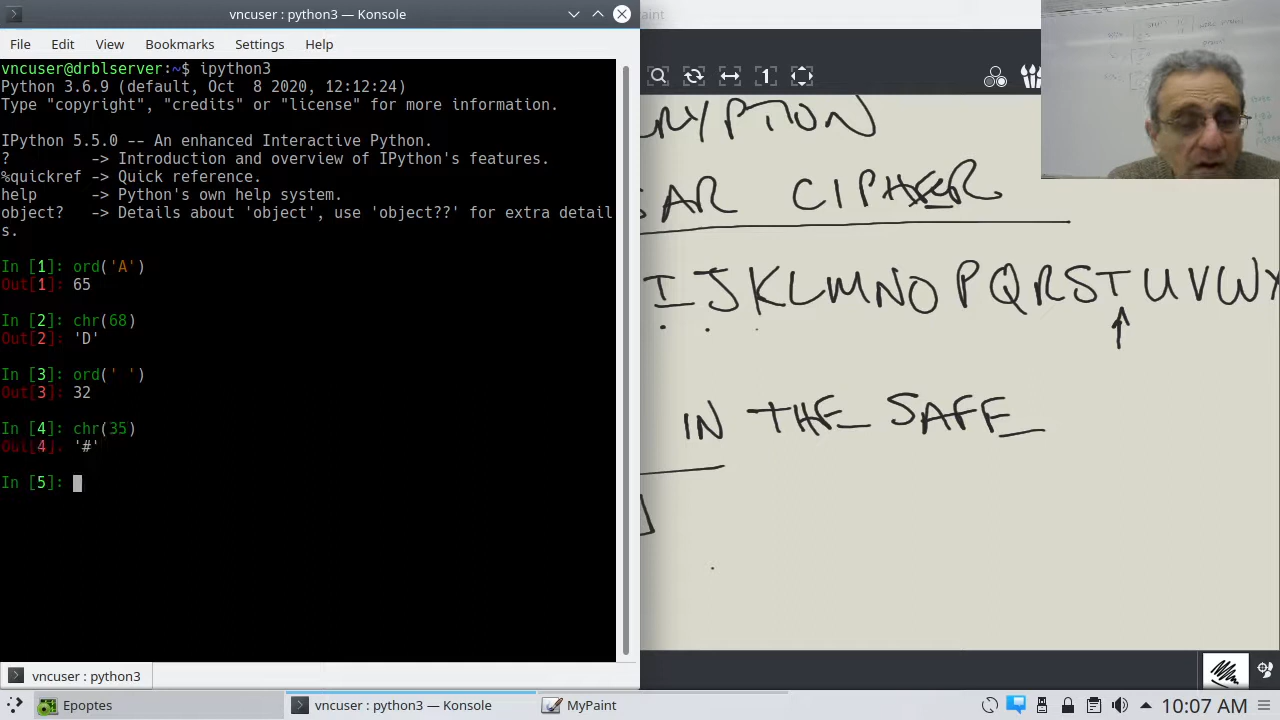 vncuser : python3 — Konsole
aint
File Edit View Bookmarks Settings Help
vncuser@drblserver:~$ ipython3
Python 3.6.9 (default, Oct  8 2020, 12:12:24)
Type "copyright", "credits" or "license" for more information.
IPython 5.5.0 -- An enhanced Interactive Python.
?         -> Introduction and overview of IPython's features.
%quickref -> Quick reference.
help      -> Python's own help system.
object?   -> Details about 'object', use 'object??' for extra detail
s.
In [1]: ord('A')
Out[1]: 65
In [2]: chr(68)
Out[2]: 'D'
In [3]: ord(' ')
Out[3]: 32
In [4]: chr(35)
Out[4]: '#'
In [5]:
1
CRYPTION
SAR CIPHER
I J K L M N O P Q R S T U V W X
IN THE SAFE
vncuser : python3
Epoptes
vncuser : python3 — Konsole
MyPaint
10:07 AM